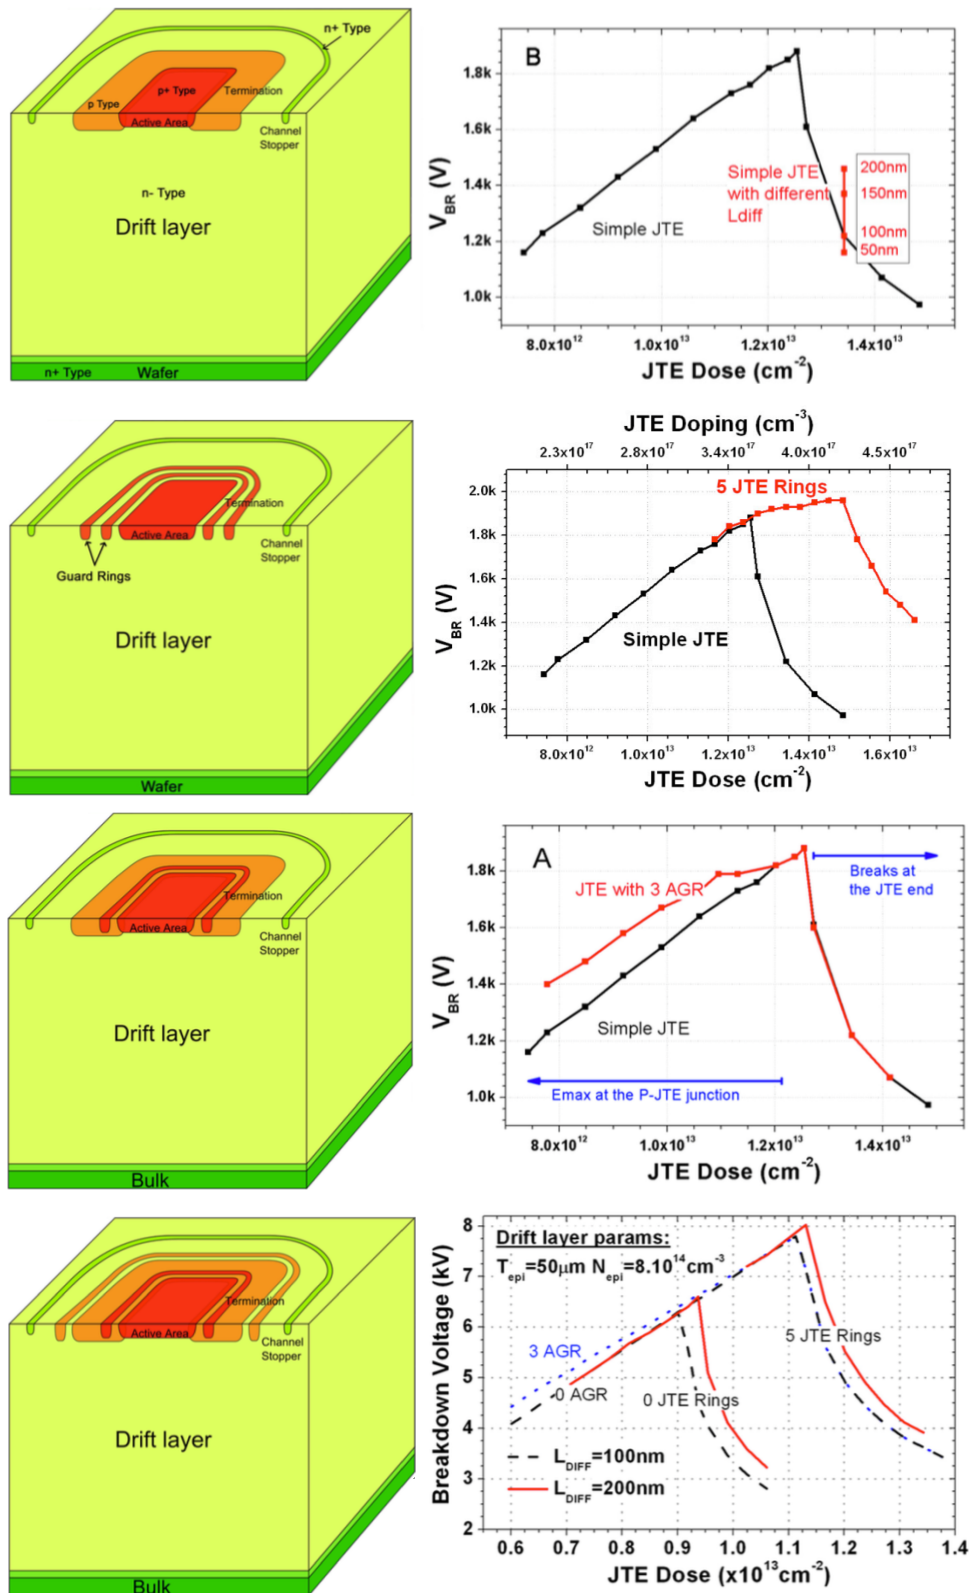 n+ Type
p+ Type
p Type
Termination
Active Area
Channel
Stopper
n- Type
Drift layer
n+ Type
Wafer
B
V_BR (V)
1.8k
1.6k
1.4k
1.2k
1.0k
Simple JTE
with different
Ldiff
200nm
150nm
100nm
50nm
Simple JTE
8.0x10^12
1.0x10^13
1.2x10^13
1.4x10^13
JTE Dose (cm^-2)
Termination
Active Area
Channel
Stopper
Guard Rings
Drift layer
Wafer
JTE Doping (cm^-3)
2.3x10^17
2.8x10^17
3.4x10^17
4.0x10^17
4.5x10^17
V_BR (V)
2.0k
1.8k
1.6k
1.4k
1.2k
1.0k
5 JTE Rings
Simple JTE
8.0x10^12
1.0x10^13
1.2x10^13
1.4x10^13
1.6x10^13
JTE Dose (cm^-2)
Termination
Active Area
Channel
Stopper
Drift layer
Bulk
A
V_BR (V)
1.8k
1.6k
1.4k
1.2k
1.0k
JTE with 3 AGR
Breaks at
the JTE end
Simple JTE
Emax at the P-JTE junction
8.0x10^12
1.0x10^13
1.2x10^13
1.4x10^13
JTE Dose (cm^-2)
Termination
Active Area
Channel
Stopper
Drift layer
Bulk
Breakdown Voltage (kV)
8
7
6
5
4
3
2
Drift layer params:
T_epi=50µm N_epi=8.10^14cm^-3
5 JTE Rings
3 AGR
0 AGR
0 JTE Rings
L_DIFF=100nm
L_DIFF=200nm
0.6
0.7
0.8
0.9
1.0
1.1
1.2
1.3
1.4
JTE Dose (x10^13cm^-2)